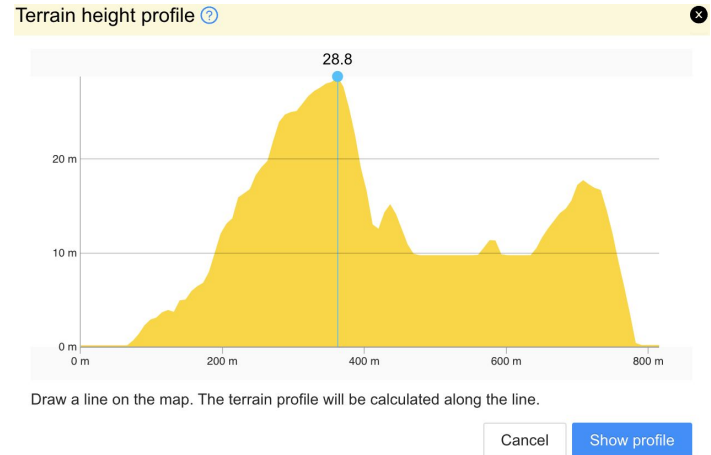 Terrain height profile ?
28.8
20 m
10 m
0 m
0 m 200 m 400 m 600 m 800 m
Draw a line on the map. The terrain profile will be calculated along the line.
Cancel Show profile